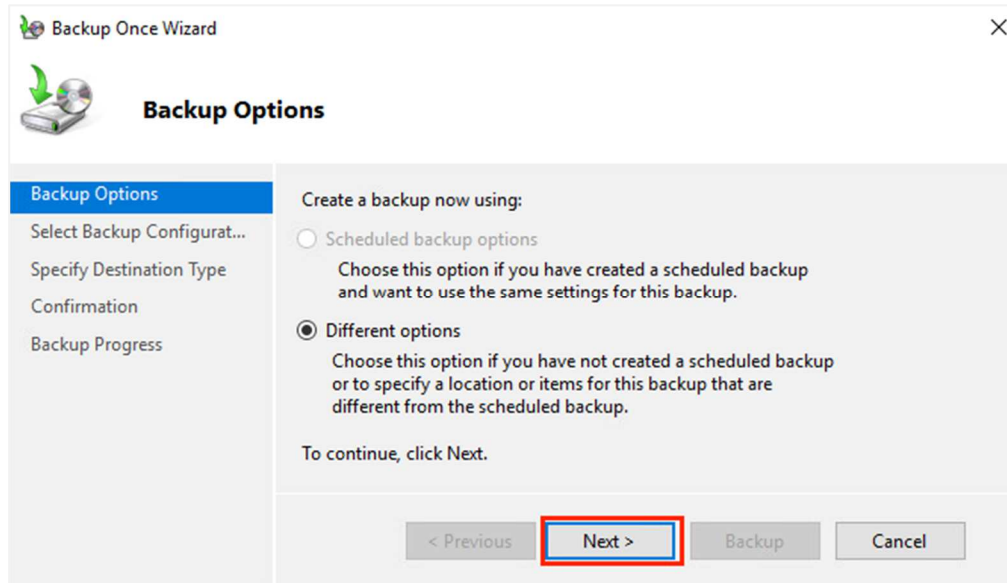 Backup Once Wizard
Backup Options
Backup Options
Select Backup Configurat...
Specify Destination Type
Confirmation
Backup Progress
Create a backup now using:
Scheduled backup options
Choose this option if you have created a scheduled backup
and want to use the same settings for this backup.
Different options
Choose this option if you have not created a scheduled backup
or to specify a location or items for this backup that are
different from the scheduled backup.
To continue, click Next.
< Previous
Next >
Backup
Cancel